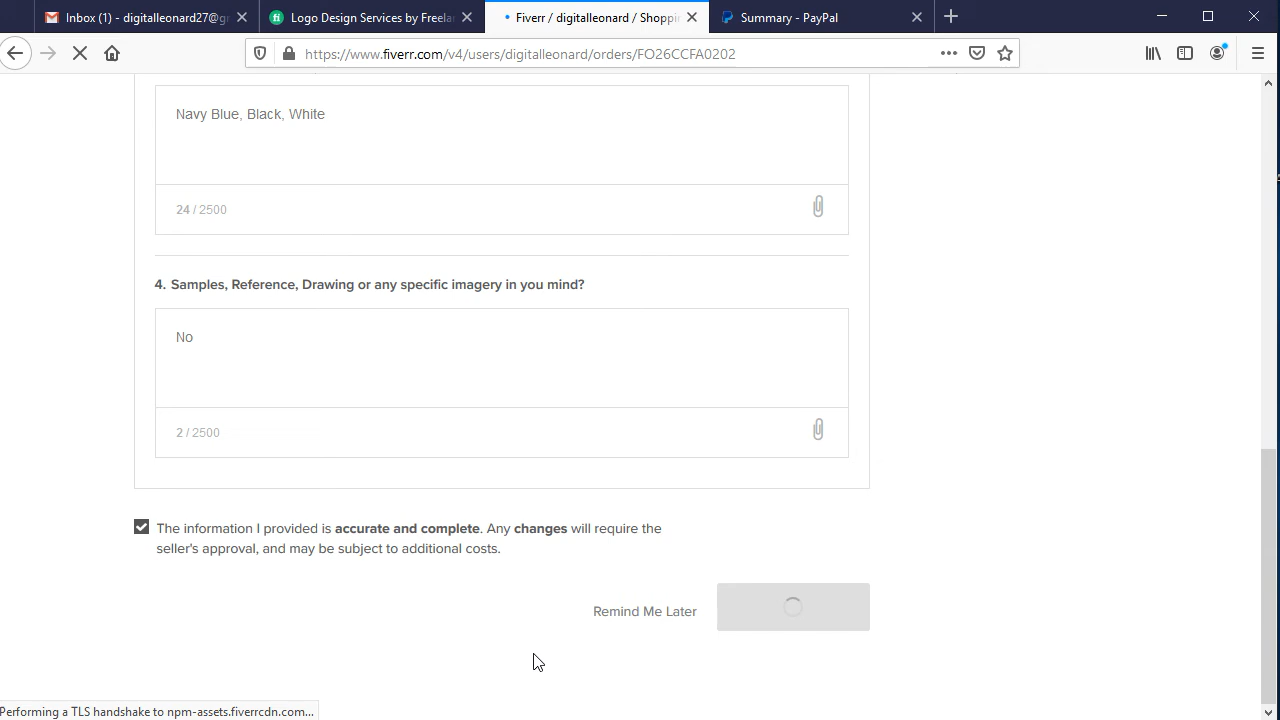 Inbox (1) - digitalleonard27@gr
Logo Design Services by Freelan
Fiverr / digitalleonard / Shoppin
Summary - PayPal
https://www.fiverr.com/v4/users/digitalleonard/orders/FO26CCFA0202
Navy Blue, Black, White
24 / 2500
4. Samples, Reference, Drawing or any specific imagery in you mind?
No
2 / 2500
The information I provided is accurate and complete. Any changes will require the
seller's approval, and may be subject to additional costs.
Remind Me Later
Performing a TLS handshake to npm-assets.fiverrcdn.com...